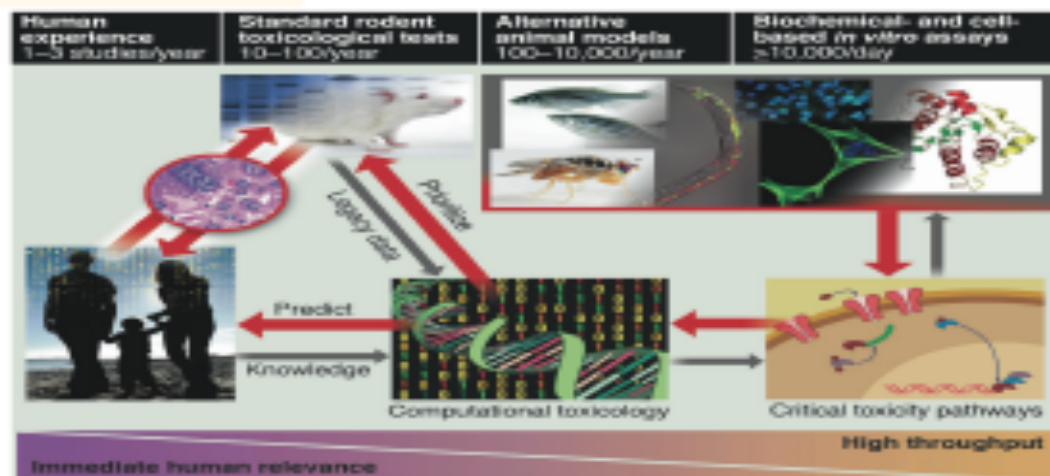 Human
experience
1–3 studies/year
Standard rodent
toxicological tests
10–100/year
Alternative
animal models
100–10,000/year
Biochemical- and cell-
based in vitro assays
>10,000/day
Legacy data
Prioritize
Predict
Knowledge
Computational toxicology
Critical toxicity pathways
High throughput
Immediate human relevance